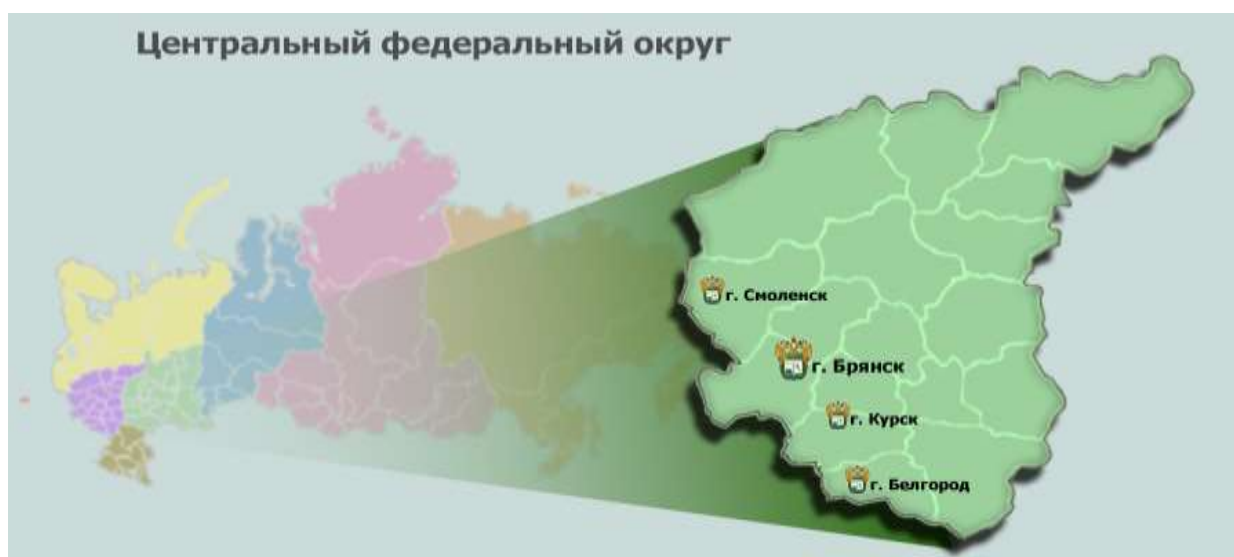 Центральный федеральный округ
г. Смоленск
г. Брянск
г. Курск
г. Белгород